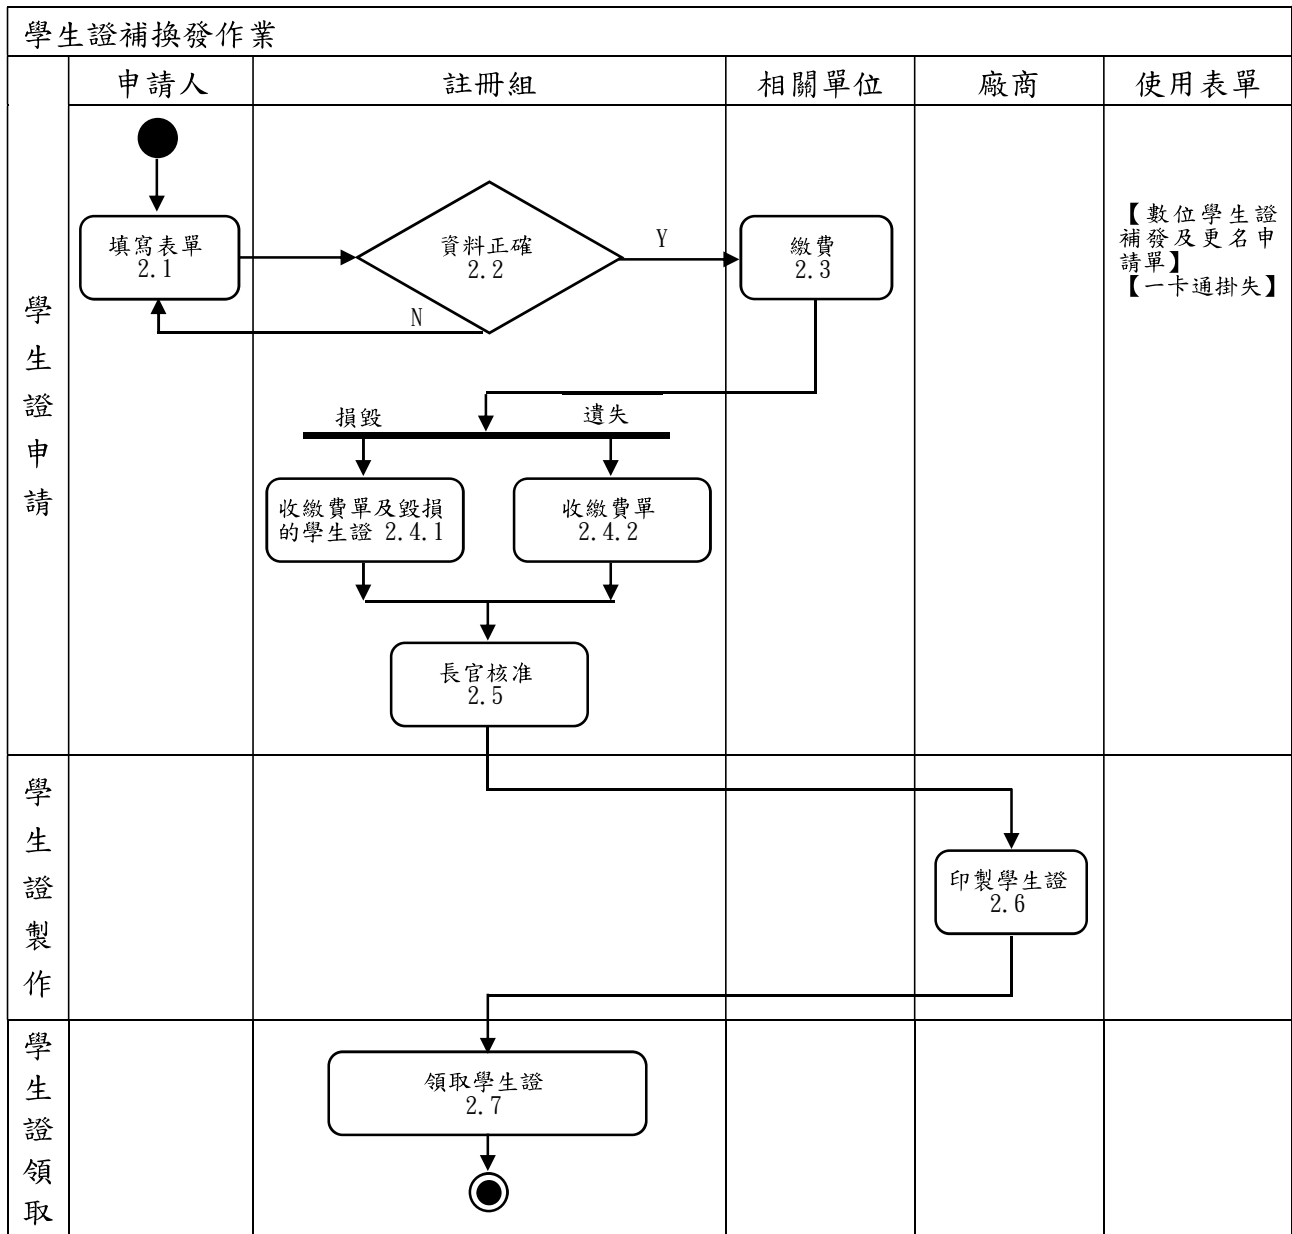 學生證補換發作業
申請人
註冊組
相關單位
廠商
使用表單
學生證申請
填寫表單
2.1
資料正確
2.2
Y
N
繳費
2.3
【數位學生證
補發及更名申
請單】
【一卡通掛失】
損毀
遺失
收繳費單及毀損
的學生證 2.4.1
收繳費單
2.4.2
長官核准
2.5
學生證製作
印製學生證
2.6
學生證領取
領取學生證
2.7